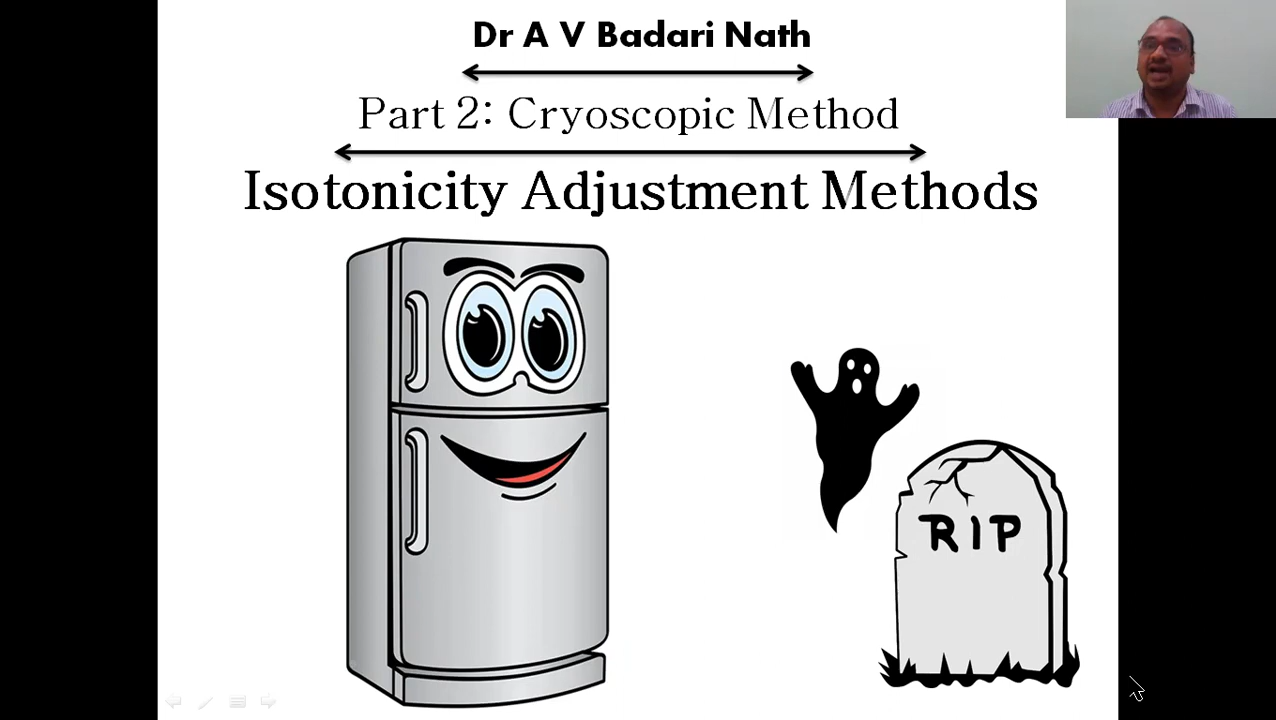 Dr A V Badari Nath
Part 2: Cryoscopic Method
Isotonicity Adjustment Methods
RIP